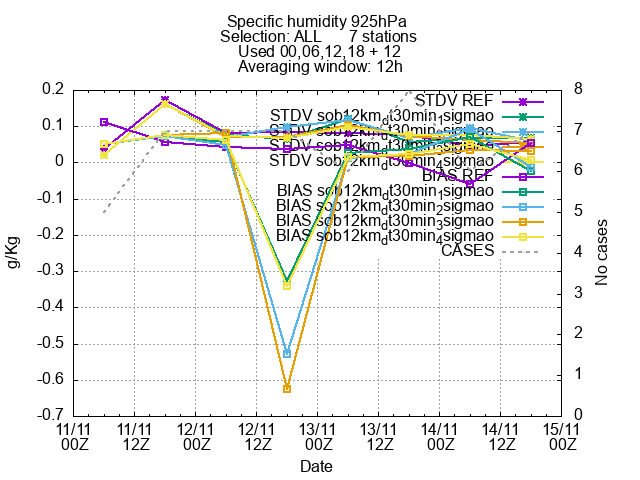 Specific humidity 925hPa
Selection: ALL 7 stations
Used 00,06,12,18 + 12
Averaging window: 12h
0.2
0.1
0
-0.1
-0.2
-0.3
-0.4
-0.5
-0.6
-0.7
g/Kg
8
7
6
5
4
3
2
1
0
No cases
STDV REF
STDV sob12km_dt30min_1sigmao
STDV sob12km_dt30min_2sigmao
STDV sob12km_dt30min_3sigmao
STDV sob12km_dt30min_4sigmao
BIAS REF
BIAS sob12km_dt30min_1sigmao
BIAS sob12km_dt30min_2sigmao
BIAS sob12km_dt30min_3sigmao
BIAS sob12km_dt30min_4sigmao
CASES
11/11 11/11 12/11 12/11 13/11 13/11 14/11 14/11 15/11
00Z 12Z 00Z 12Z 00Z 12Z 00Z 12Z 00Z
Date